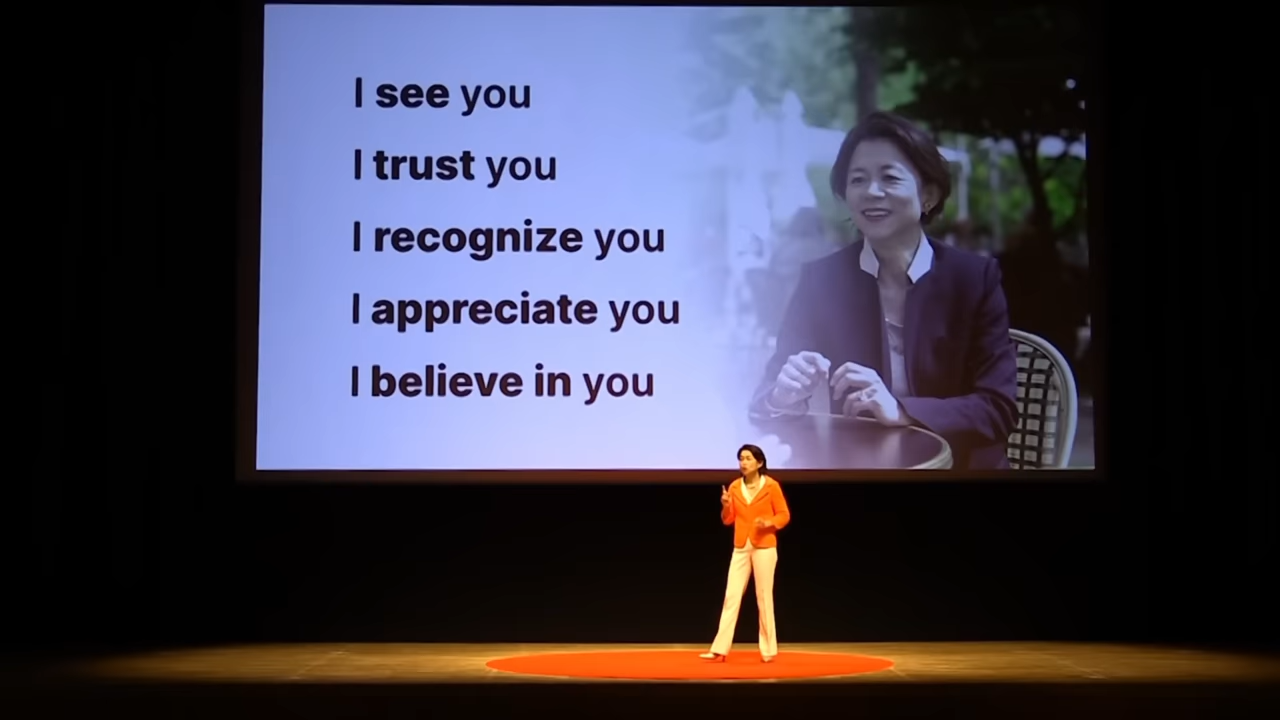 I see you
I trust you
I recognize you
I appreciate you
I believe in you